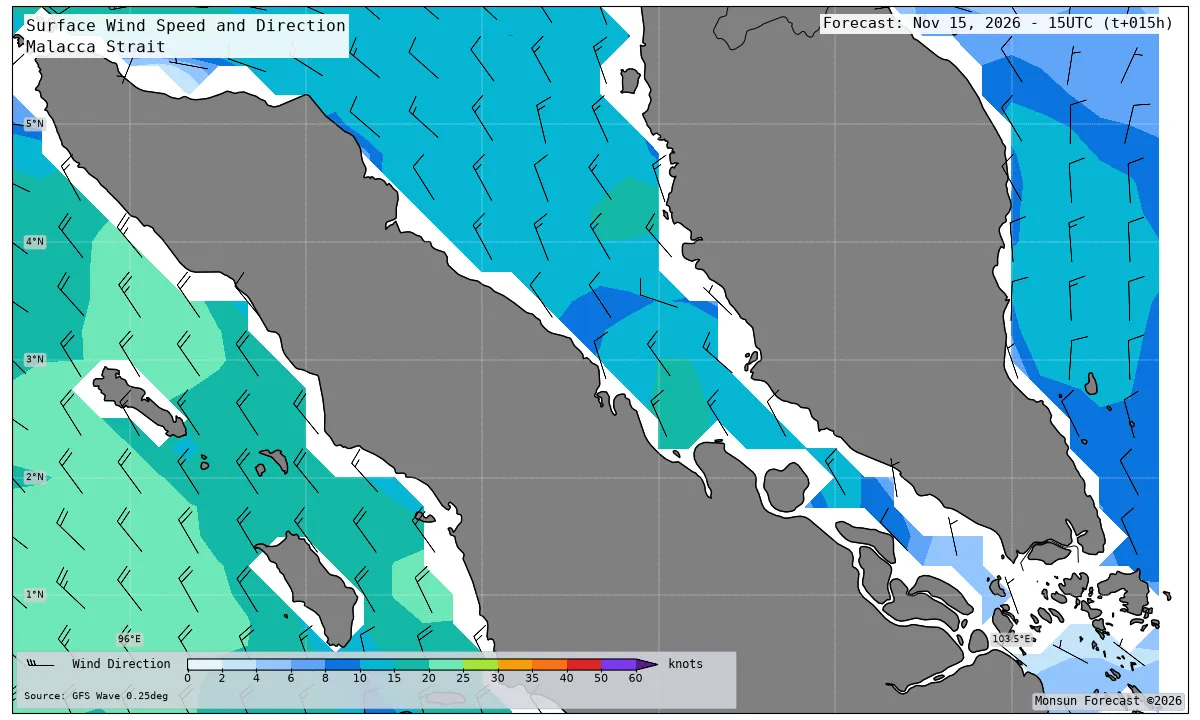 Surface Wind Speed and Direction
Malacca Strait
Forecast: Nov 15, 2026 - 15UTC (t+015h)
5°N
4°N
3°N
2°N
1°N
96°E
103.5°E
Wind Direction
0 2 4 6 8 10 15 20 25 30 35 40 50 60
knots
Source: GFS Wave 0.25deg
Monsun Forecast ©2026